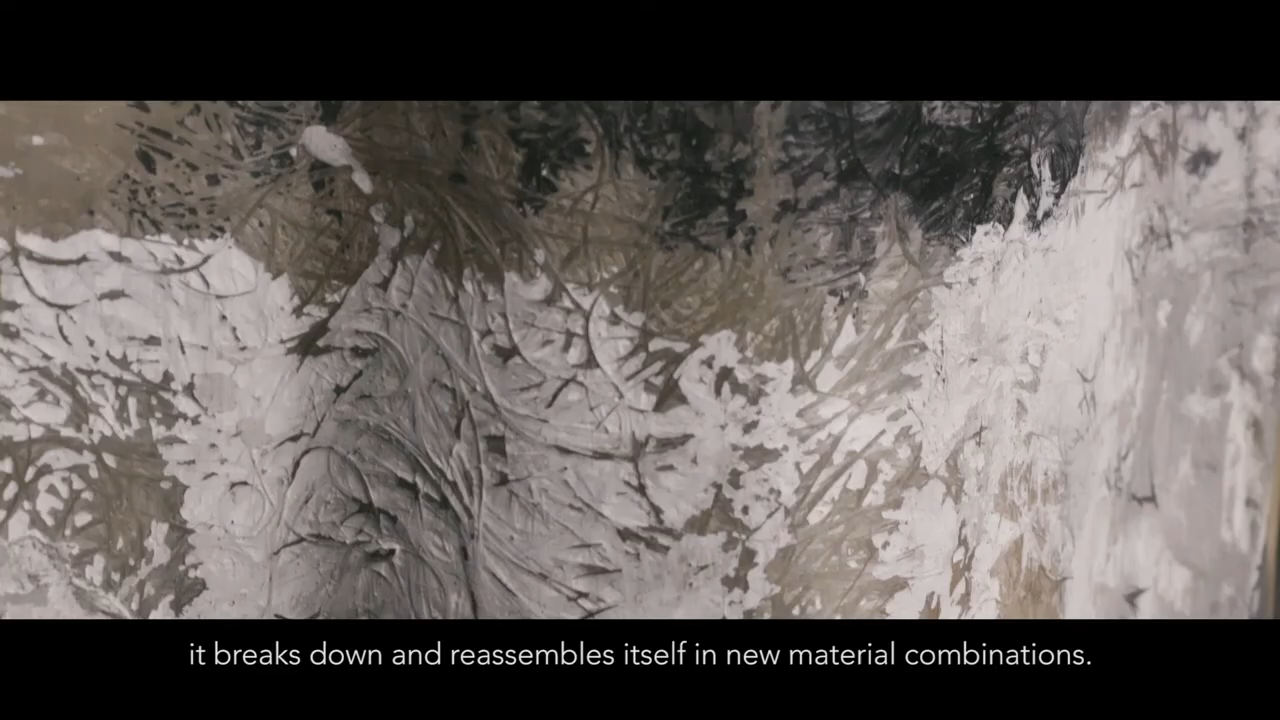 it breaks down and reassembles itself in new material combinations.